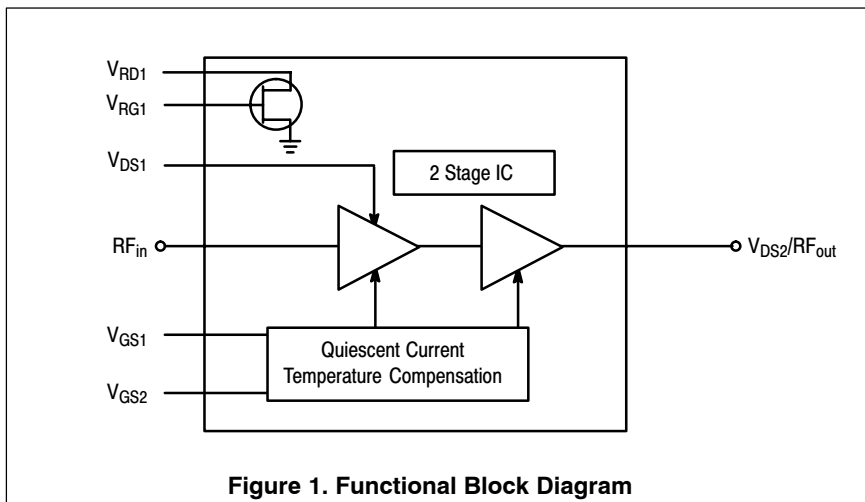 V_RD1
V_RG1
V_DS1
2 Stage IC
RF_in
V_DS2/RF_out
V_GS1
Quiescent Current
Temperature Compensation
V_GS2
Figure 1. Functional Block Diagram